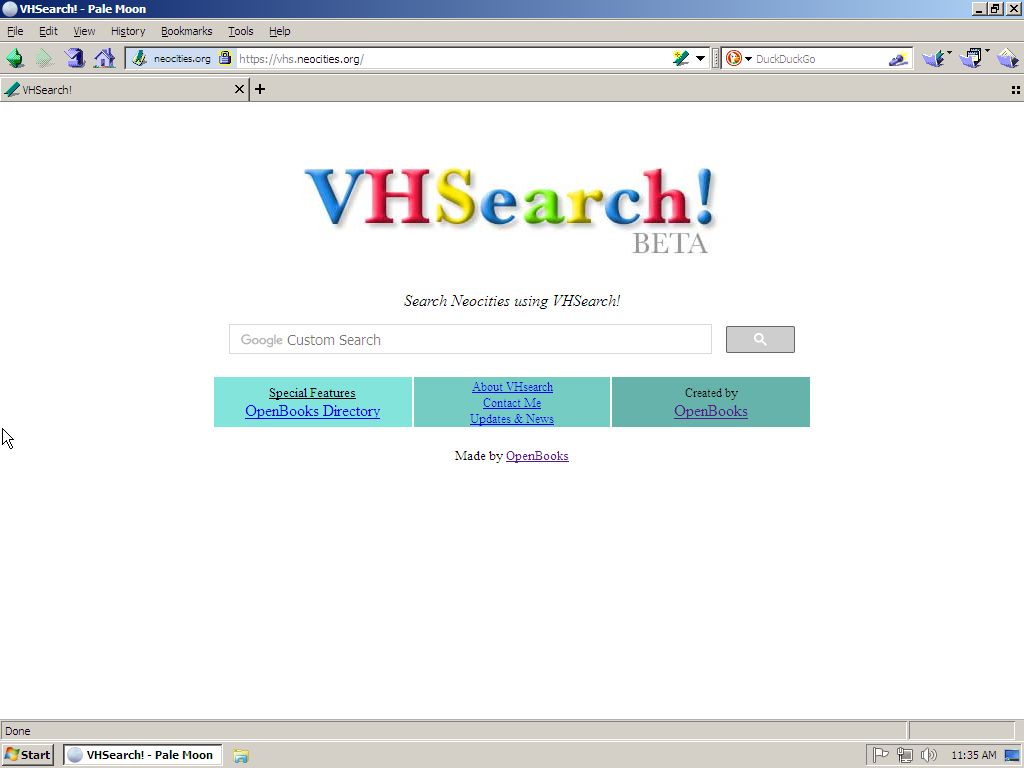 VHSearch! - Pale Moon
File Edit View History Bookmarks Tools Help
neocities.org https://vhs.neocities.org/ DuckDuckGo
VHSearch!
VHSearch!
BETA
Search Neocities using VHSearch!
Google Custom Search
Special Features
OpenBooks Directory
About VHsearch
Contact Me
Updates & News
Created by
OpenBooks
Made by OpenBooks
Done
Start VHSearch! - Pale Moon 11:35 AM